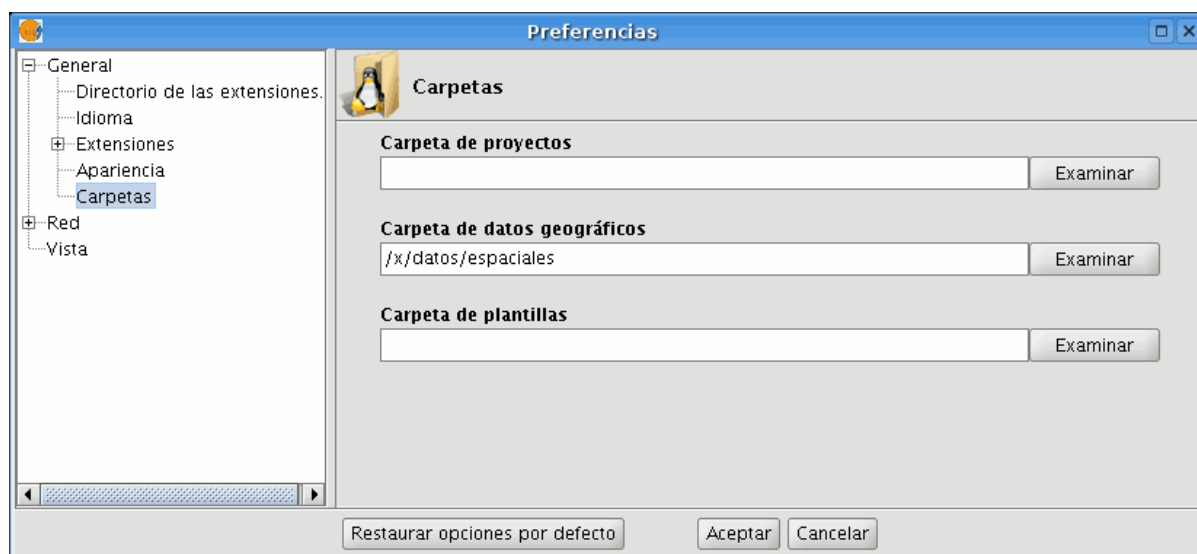 Preferencias
General
Directorio de las extensiones.
Idioma
Extensiones
Apariencia
Carpetas
Red
Vista
Carpetas
Carpeta de proyectos
Examinar
Carpeta de datos geográficos
/x/datos/espaciales
Examinar
Carpeta de plantillas
Examinar
Restaurar opciones por defecto
Aceptar
Cancelar